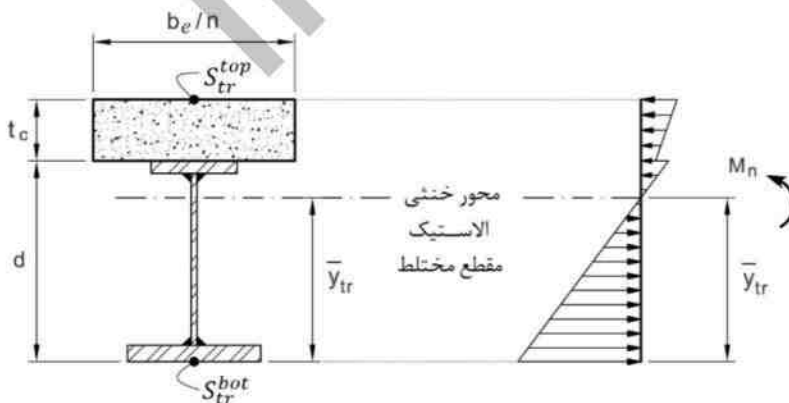 b_e/n
S_tr^top
t_c
d
محور خنثی
الاستیک
مقطع مختلط
ȳ_tr
S_tr^bot
M_n
ȳ_tr